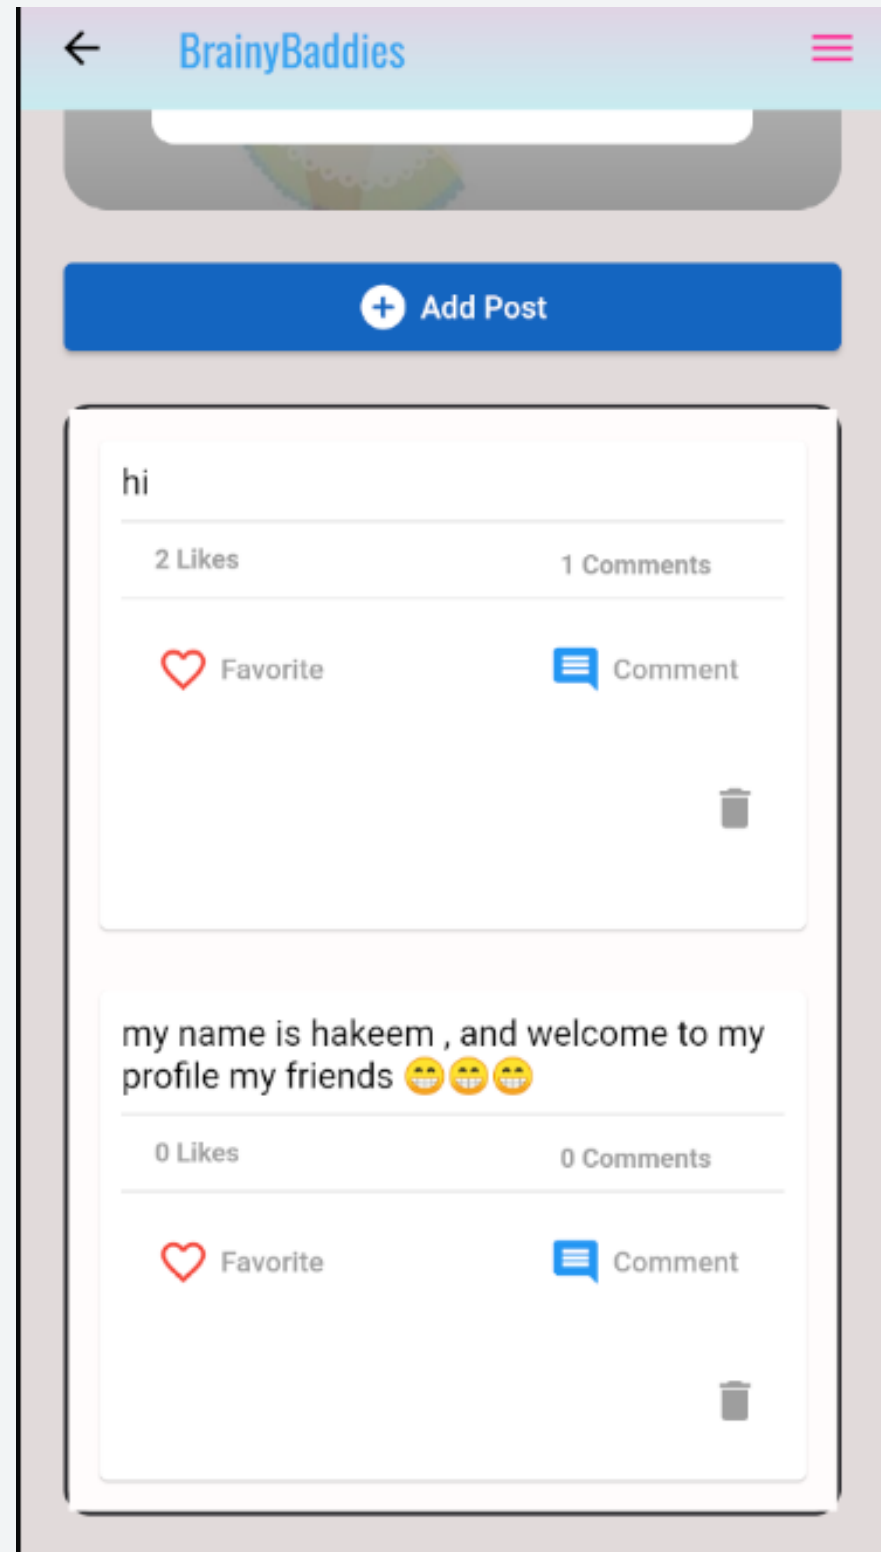 BrainyBaddies
Add Post
hi
2 Likes
1 Comments
Favorite
Comment
my name is hakeem , and welcome to my
profile my friends 😁😁😁
0 Likes
0 Comments
Favorite
Comment